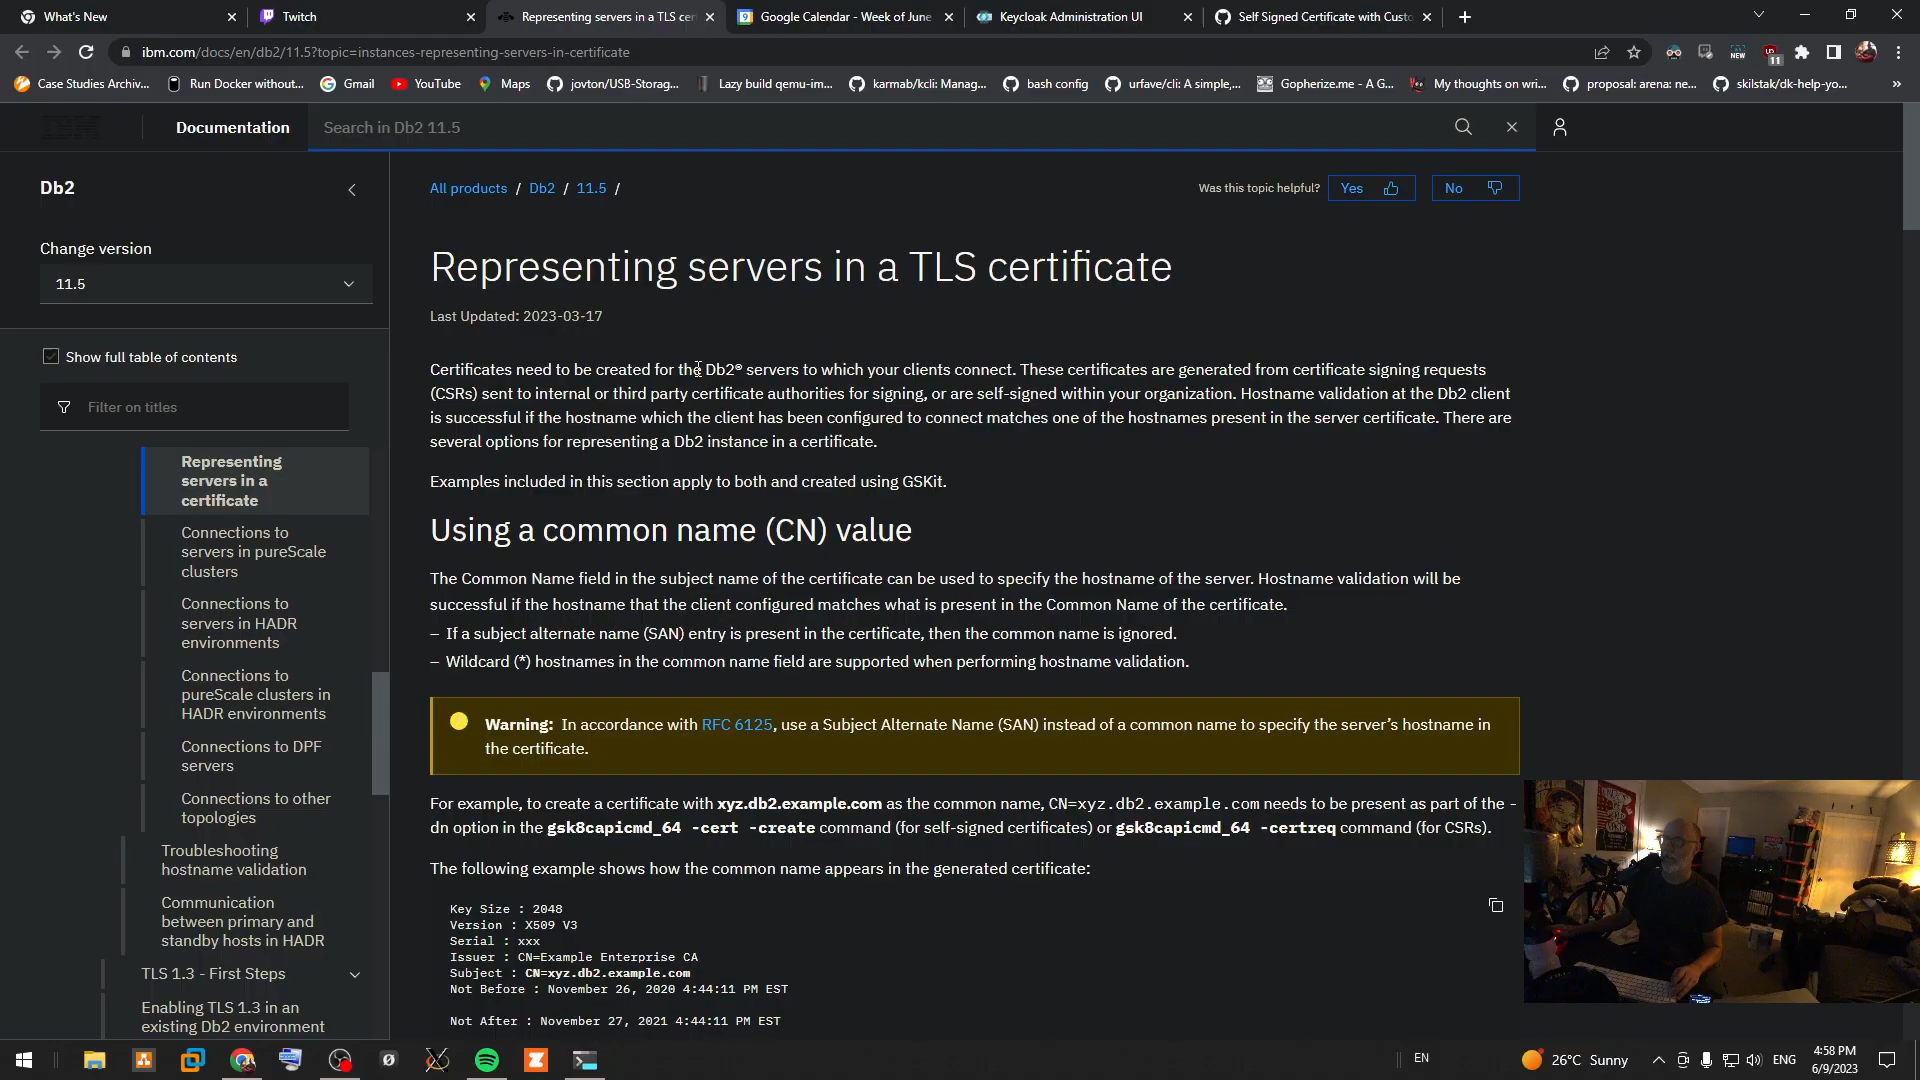 What's New
Twitch
Representing servers in a TLS cer
Google Calendar - Week of June
Keycloak Administration UI
Self Signed Certificate with Custo
ibm.com/docs/en/db2/11.5?topic=instances-representing-servers-in-certificate
NEW
11
Case Studies Archiv...
Run Docker without...
Gmail
YouTube
Maps
jovton/USB-Storag...
Lazy build qemu-im...
karmab/kcli: Manag...
bash config
urfave/cli: A simple,...
Gopherize.me - A G...
My thoughts on wri...
proposal: arena: ne...
skilstak/dk-help-yo...
»
IBM
Documentation
Search in Db2 11.5
Db2
Change version
11.5
Show full table of contents
Filter on titles
Representing
servers in a
certificate
Connections to
servers in pureScale
clusters
Connections to
servers in HADR
environments
Connections to
pureScale clusters in
HADR environments
Connections to DPF
servers
Connections to other
topologies
Troubleshooting
hostname validation
Communication
between primary and
standby hosts in HADR
TLS 1.3 - First Steps
Enabling TLS 1.3 in an
existing Db2 environment
All products / Db2 / 11.5 /
Was this topic helpful?
Yes
No
Representing servers in a TLS certificate
Last Updated: 2023-03-17
Certificates need to be created for the Db2® servers to which your clients connect. These certificates are generated from certificate signing requests
(CSRs) sent to internal or third party certificate authorities for signing, or are self-signed within your organization. Hostname validation at the Db2 client
is successful if the hostname which the client has been configured to connect matches one of the hostnames present in the server certificate. There are
several options for representing a Db2 instance in a certificate.
Examples included in this section apply to both and created using GSKit.
Using a common name (CN) value
The Common Name field in the subject name of the certificate can be used to specify the hostname of the server. Hostname validation will be
successful if the hostname that the client configured matches what is present in the Common Name of the certificate.
– If a subject alternate name (SAN) entry is present in the certificate, then the common name is ignored.
– Wildcard (*) hostnames in the common name field are supported when performing hostname validation.
Warning: In accordance with RFC 6125, use a Subject Alternate Name (SAN) instead of a common name to specify the server’s hostname in
the certificate.
For example, to create a certificate with xyz.db2.example.com as the common name, CN=xyz.db2.example.com needs to be present as part of the -
dn option in the gsk8capicmd_64 -cert -create command (for self-signed certificates) or gsk8capicmd_64 -certreq command (for CSRs).
The following example shows how the common name appears in the generated certificate:
Key Size : 2048
Version : X509 V3
Serial : xxx
Issuer : CN=Example Enterprise CA
Subject : CN=xyz.db2.example.com
Not Before : November 26, 2020 4:44:11 PM EST
Not After : November 27, 2021 4:44:11 PM EST
EN
26°C Sunny
ENG
4:58 PM
6/9/2023